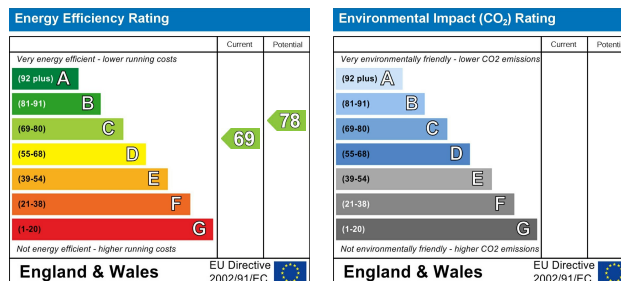 Energy Efficiency Rating
Current Potential
Very energy efficient - lower running costs
(92 plus) A
(81-91) B
(69-80) C
(55-68) D
(39-54) E
(21-38) F
(1-20) G
69
78
Not energy efficient - higher running costs
England & Wales
EU Directive
2002/91/EC
Environmental Impact (CO2) Rating
Current
Very environmentally friendly - lower CO2 emissions
(92 plus) A
(81-91) B
(69-80) C
(55-68) D
(39-54) E
(21-38) F
(1-20) G
Not environmentally friendly - higher CO2 emissions
England & Wales
EU Directive
2002/91/EC